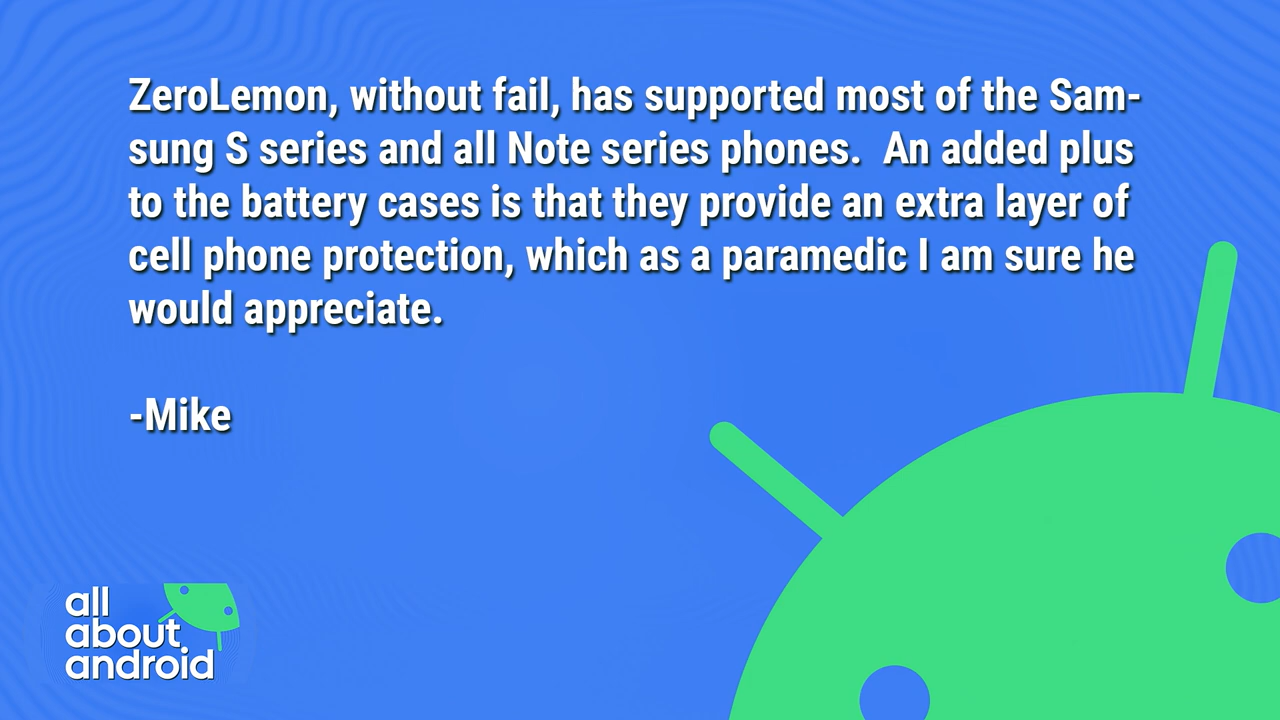 ZeroLemon, without fail, has supported most of the Sam-
sung S series and all Note series phones.  An added plus
to the battery cases is that they provide an extra layer of
cell phone protection, which as a paramedic I am sure he
would appreciate.
-Mike
all
about
android